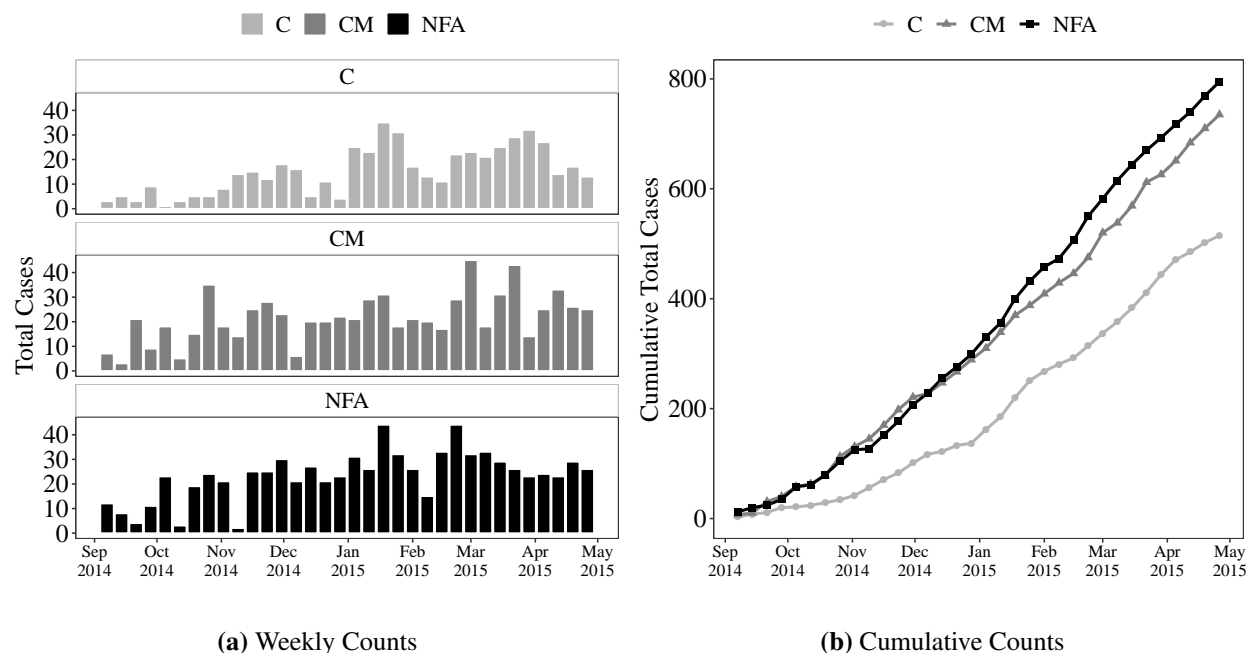 C CM NFA
C
40
30
20
10
0
CM
40
30
20
10
0
NFA
40
30
20
10
0
Total Cases
Sep 2014 Oct 2014 Nov 2014 Dec 2014 Jan 2015 Feb 2015 Mar 2015 Apr 2015 May 2015
(a) Weekly Counts
C CM NFA
800
600
400
200
0
Cumulative Total Cases
Sep 2014 Oct 2014 Nov 2014 Dec 2014 Jan 2015 Feb 2015 Mar 2015 Apr 2015 May 2015
(b) Cumulative Counts